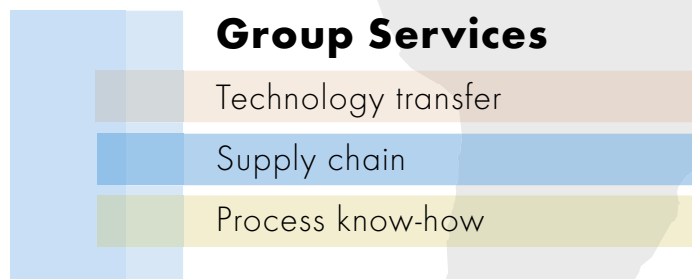 Group Services
Technology transfer
Supply chain
Process know-how